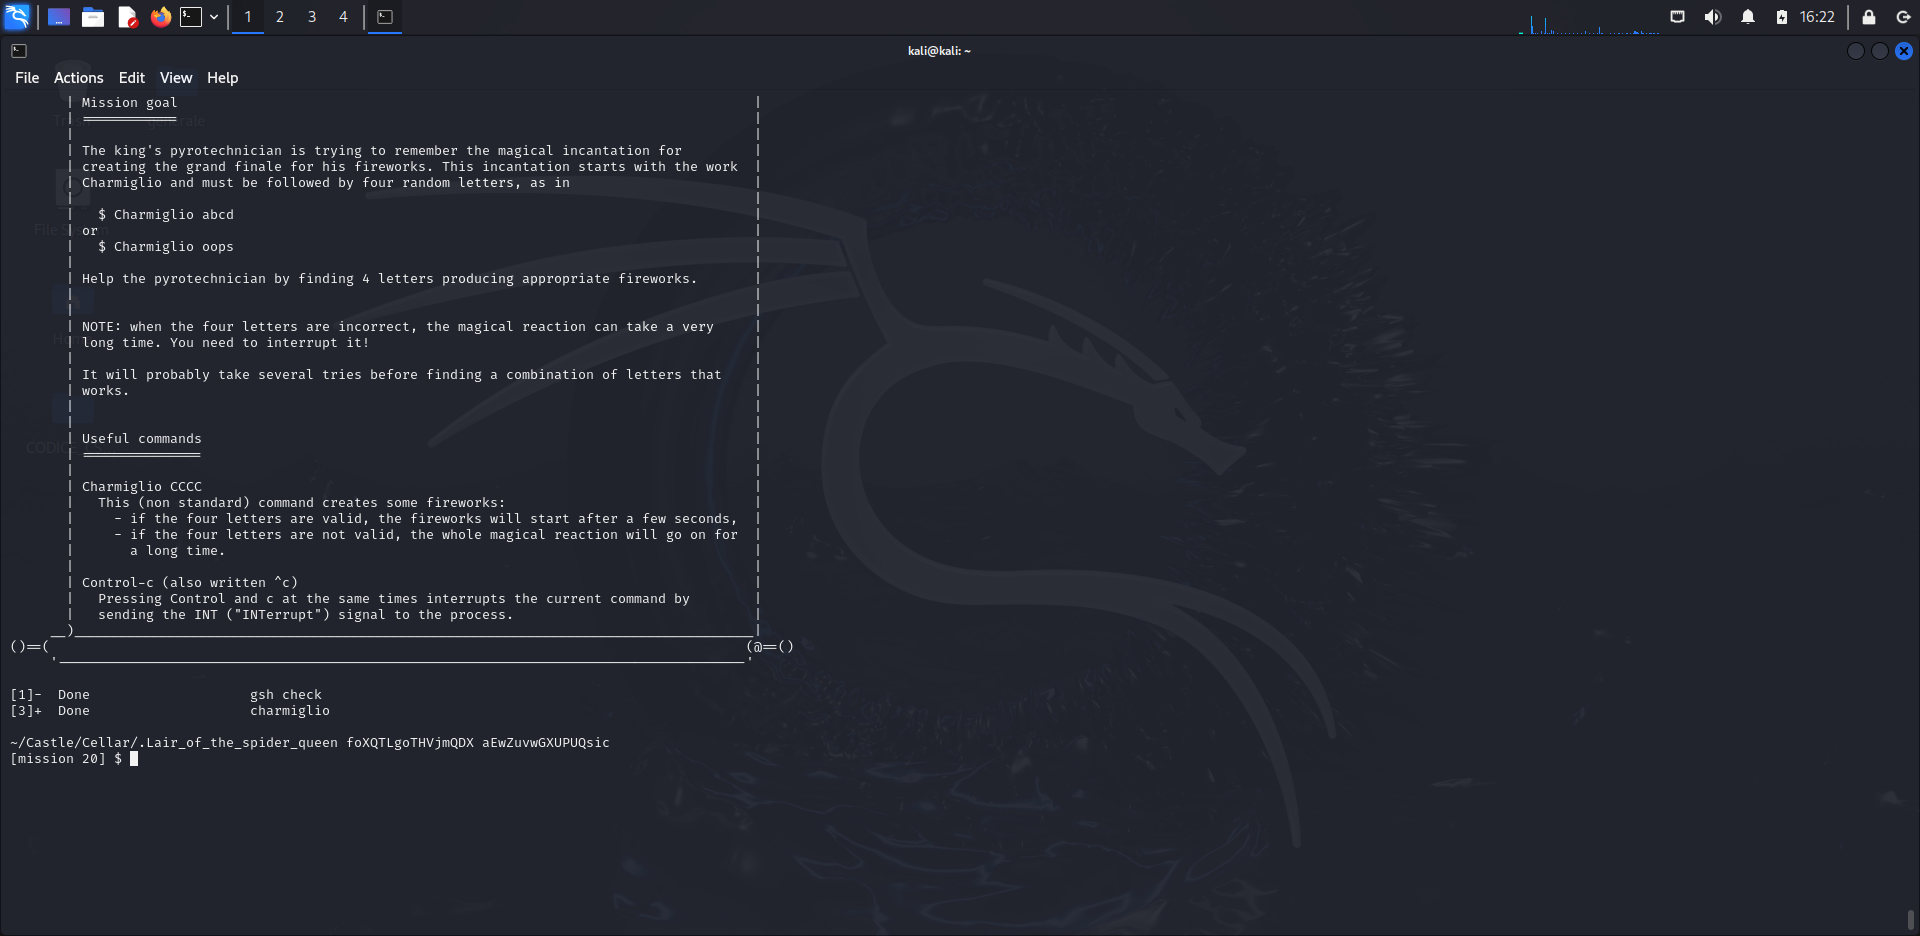 1 2 3 4
16:22
kali@kali: ~
File Actions Edit View Help
| Mission goal |
| ============ |
| The king's pyrotechnician is trying to remember the magical incantation for |
| creating the grand finale for his fireworks. This incantation starts with the work |
| Charmiglio and must be followed by four random letters, as in |
| $ Charmiglio abcd |
| or |
| $ Charmiglio oops |
| Help the pyrotechnician by finding 4 letters producing appropriate fireworks. |
| NOTE: when the four letters are incorrect, the magical reaction can take a very |
| long time. You need to interrupt it! |
| It will probably take several tries before finding a combination of letters that |
| works. |
| Useful commands |
| =============== |
| Charmiglio CCCC |
| This (non standard) command creates some fireworks: |
| - if the four letters are valid, the fireworks will start after a few seconds, |
| - if the four letters are not valid, the whole magical reaction will go on for |
| a long time. |
| Control-c (also written ^c) |
| Pressing Control and c at the same times interrupts the current command by |
| sending the INT ("INTerrupt") signal to the process. |
__)_____________________________________________________________________________________|
()==( (@==()
'______________________________________________________________________________________'
[1]- Done gsh check
[3]+ Done charmiglio
~/Castle/Cellar/.Lair_of_the_spider_queen foXQTLgoTHVjmQDX aEwZuvwGXUPUQsic
[mission 20] $